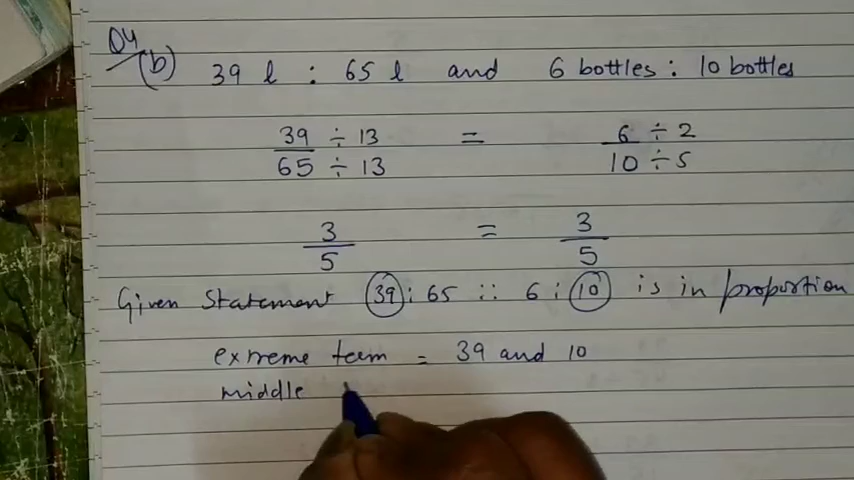 Q4
(b) 39 l : 65 l and 6 bottles : 10 bottles
39 ÷ 13 = 6 ÷ 2
65 ÷ 13 10 ÷ 5
3 = 3
5 5
Given Statement 39 : 65 :: 6 : 10 is in proportion
extreme term = 39 and 10
middle